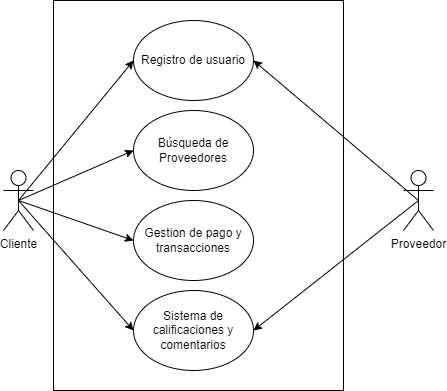 Registro de usuario
Búsqueda de
Proveedores
Gestion de pago y
transacciones
Sistema de
calificaciones y
comentarios
Cliente
Proveedor